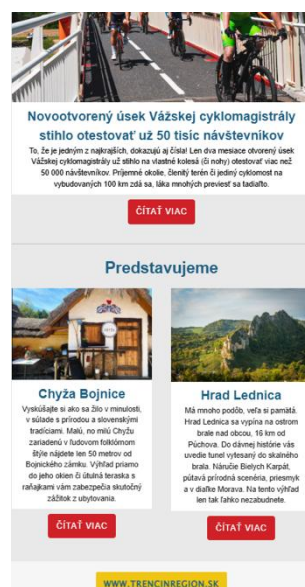 Novootvorený úsek Vážskej cyklomagistrály
stihlo otestovať už 50 tisíc návštevníkov
To, že je jedným z najkrajších, dokazujú aj čísla! Len dva mesiace otvorený úsek
Vážskej cyklomagistrály už stihlo na vlastné kolesá (či nohy) otestovať viac než
50 000 návštevníkov. Príjemné okolie, členitý terén či jediný cyklomost na
vybudovaných 100 km zdá sa, láka mnohých previesť sa tadiaľto.
ČÍTAŤ VIAC
Predstavujeme
Chyža Bojnice
Vyskúšajte si ako sa žilo v minulosti,
v súlade s prírodou a slovenskými
tradíciami. Malú, no milú Chyžu
zariadenú v ľudovom folklórnom
štýle nájdete len 50 metrov od
Bojnického zámku. Výhľad priamo
do jeho okien či útulná teraska s
raňajkami vám zabezpečia skutočný
zážitok z ubytovania.
ČÍTAŤ VIAC
Hrad Lednica
Má mnoho podôb, veľa si pamätá.
Hrad Lednica sa vypína na ostrom
brale nad obcou, 16 km od
Púchova. Do dávnej histórie vás
uvedie tunel vytesaný do skalného
brala. Náručie Bielych Karpát,
pútavá prírodná scenéria, priesmyk
a v diaľke Morava. Na tento výhľad
len tak ľahko nezabudnete.
ČÍTAŤ VIAC
WWW.TRENCINREGION.SK